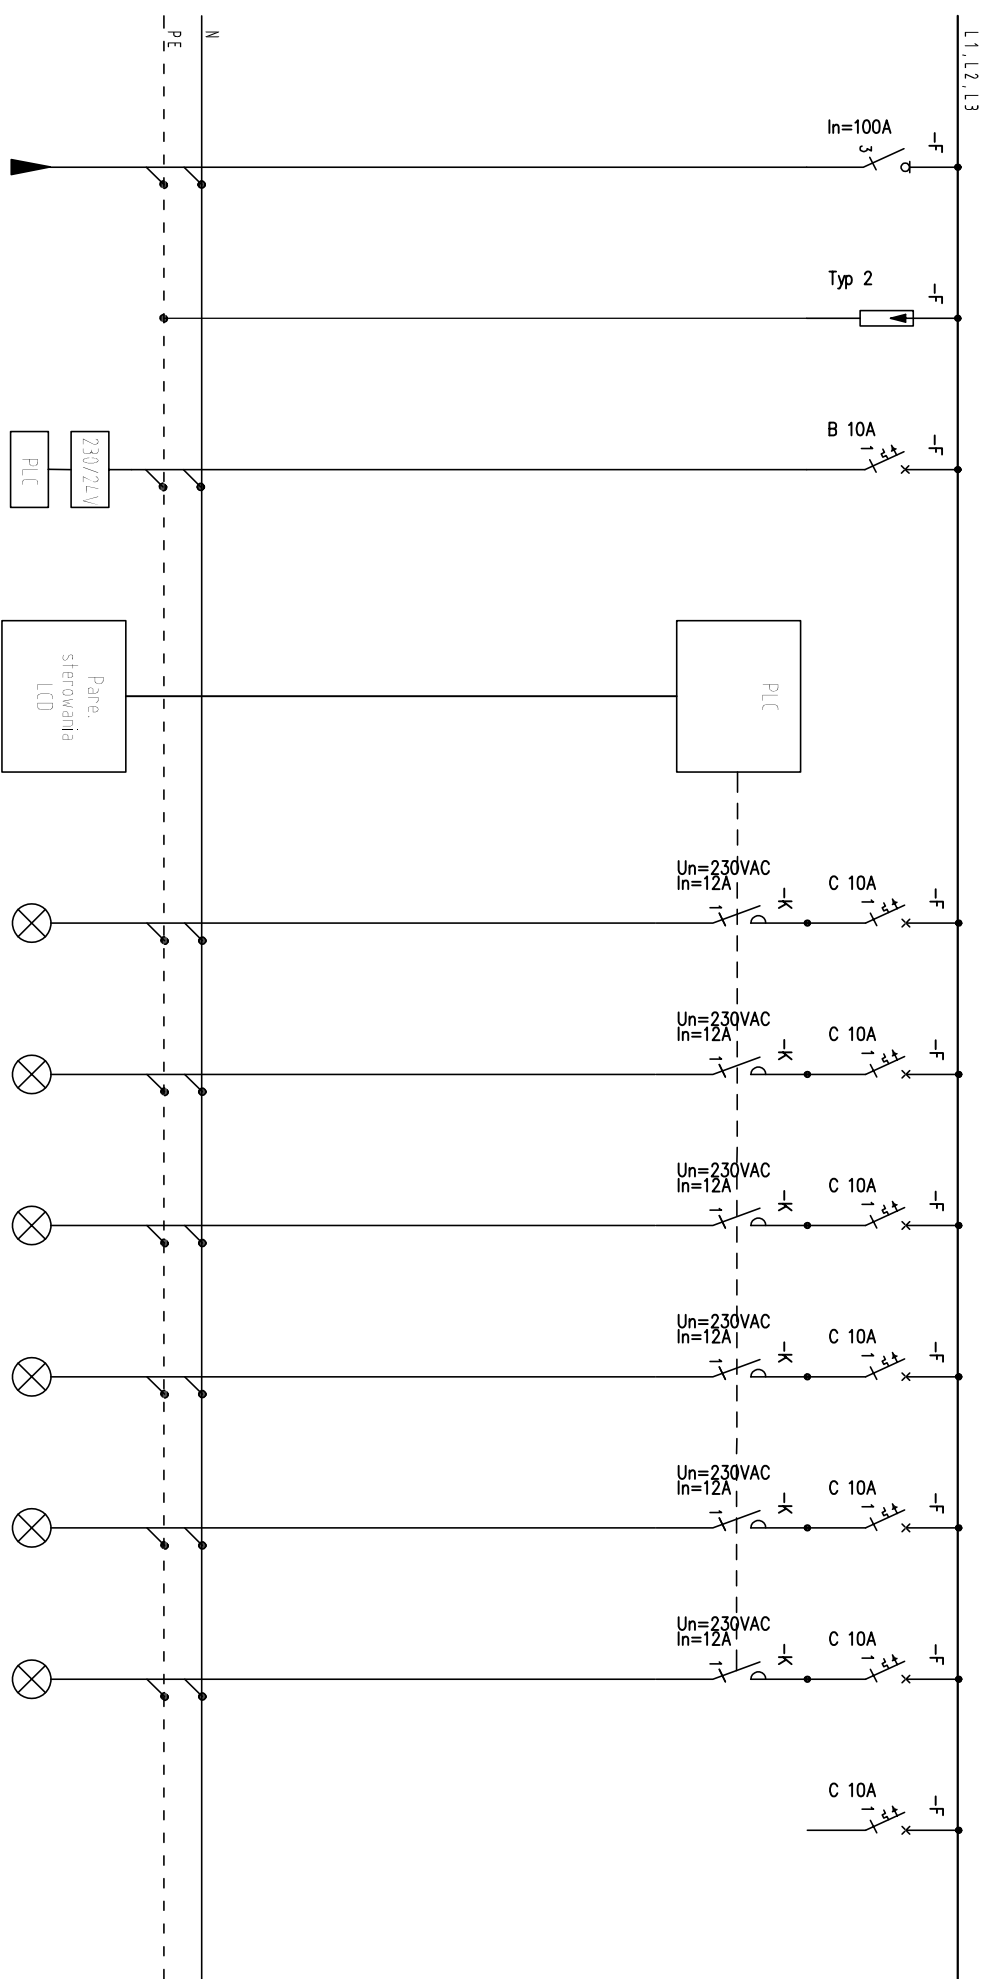 L1,L2,L3
N
PE
In=100A
-F
3
Typ 2
-F
B 10A
-F
1
230/24V
PLC
PLC
Pare.
sterowania
LCD
Un=230VAC
In=12A
1
-K
C 10A
1
-F
Un=230VAC
In=12A
1
-K
C 10A
1
-F
Un=230VAC
In=12A
1
-K
C 10A
1
-F
Un=230VAC
In=12A
1
-K
C 10A
1
-F
Un=230VAC
In=12A
1
-K
C 10A
1
-F
Un=230VAC
In=12A
1
-K
C 10A
1
-F
C 10A
1
-F